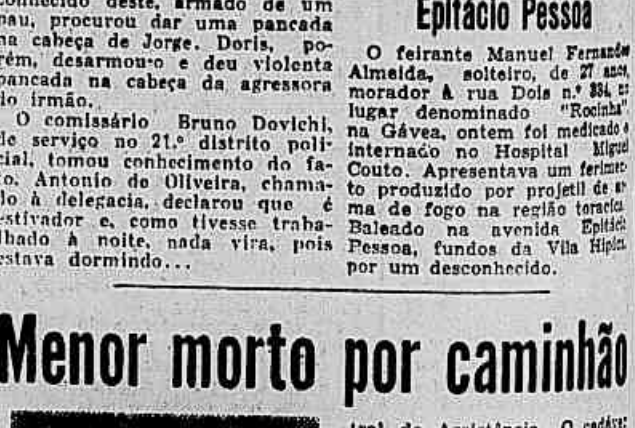 conhecido deste, armado de um
pau, procurou dar uma pancada
na cabeça de Jorge. Doris, po-
rém, desarmou-o e deu violenta
pancada na cabeça da agressora
do irmão.
O comissário Bruno Dovichi,
de serviço no 21.º distrito poli-
cial, tomou conhecimento do fa-
to. Antonio de Oliveira, chama-
do à delegacia, declarou que é
estivador e, como tivesse traba-
lhado à noite, nada vira, pois
estava dormindo...
Epitácio Pessoa
O feirante Manuel Fernandes
Almeida, solteiro, de 27 anos,
morador à rua Dois n.º 334, no
lugar denominado "Rocinha",
na Gávea, ontem foi medicado e
internado no Hospital Miguel
Couto. Apresentava um ferimen-
to produzido por projetil de ar-
ma de fogo na região toracica.
Baleado na avenida Epitácio
Pessoa, fundos da Vila Hipica,
por um desconhecido.
Menor morto por caminhão
de Assistência. O cadáver